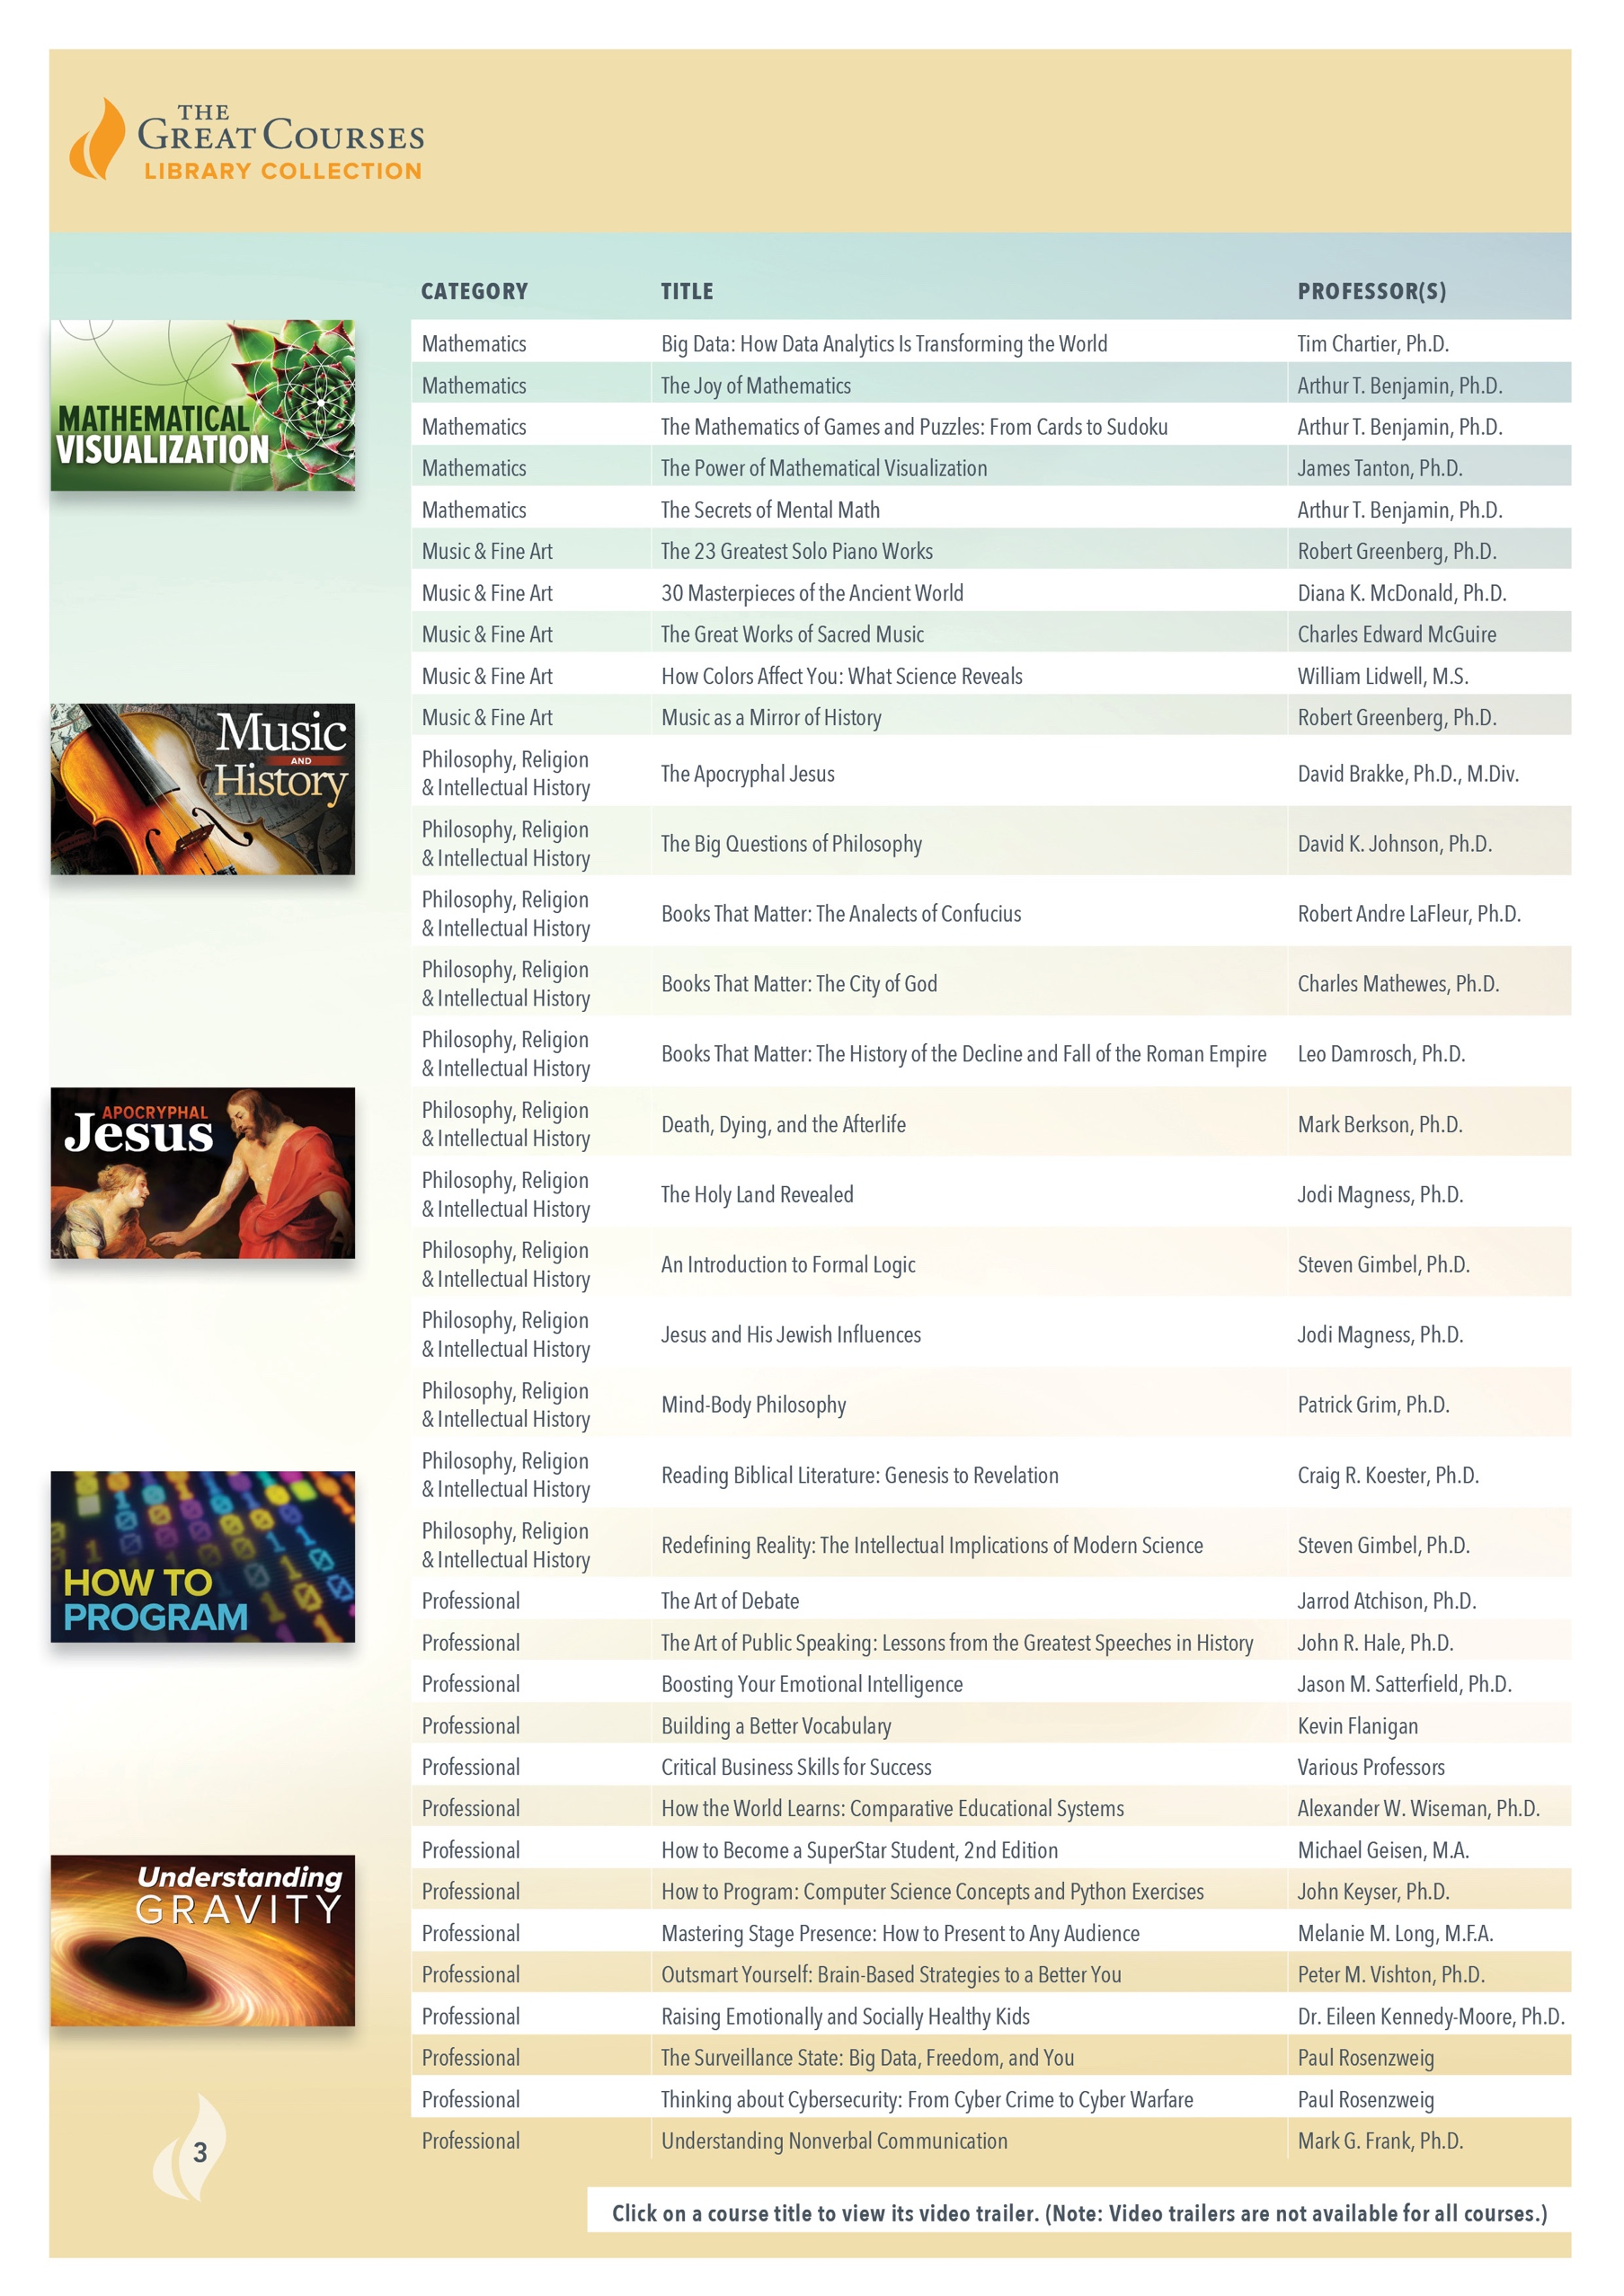 THE
GREAT COURSES
LIBRARY COLLECTION
CATEGORY TITLE PROFESSOR(S)
Mathematics Big Data: How Data Analytics Is Transforming the World Tim Chartier, Ph.D.
Mathematics The Joy of Mathematics Arthur T. Benjamin, Ph.D.
Mathematics The Mathematics of Games and Puzzles: From Cards to Sudoku Arthur T. Benjamin, Ph.D.
Mathematics The Power of Mathematical Visualization James Tanton, Ph.D.
Mathematics The Secrets of Mental Math Arthur T. Benjamin, Ph.D.
Music & Fine Art The 23 Greatest Solo Piano Works Robert Greenberg, Ph.D.
Music & Fine Art 30 Masterpieces of the Ancient World Diana K. McDonald, Ph.D.
Music & Fine Art The Great Works of Sacred Music Charles Edward McGuire
Music & Fine Art How Colors Affect You: What Science Reveals William Lidwell, M.S.
Music & Fine Art Music as a Mirror of History Robert Greenberg, Ph.D.
Philosophy, Religion
& Intellectual History The Apocryphal Jesus David Brakke, Ph.D., M.Div.
Philosophy, Religion
& Intellectual History The Big Questions of Philosophy David K. Johnson, Ph.D.
Philosophy, Religion
& Intellectual History Books That Matter: The Analects of Confucius Robert Andre LaFleur, Ph.D.
Philosophy, Religion
& Intellectual History Books That Matter: The City of God Charles Mathewes, Ph.D.
Philosophy, Religion
& Intellectual History Books That Matter: The History of the Decline and Fall of the Roman Empire Leo Damrosch, Ph.D.
Philosophy, Religion
& Intellectual History Death, Dying, and the Afterlife Mark Berkson, Ph.D.
Philosophy, Religion
& Intellectual History The Holy Land Revealed Jodi Magness, Ph.D.
Philosophy, Religion
& Intellectual History An Introduction to Formal Logic Steven Gimbel, Ph.D.
Philosophy, Religion
& Intellectual History Jesus and His Jewish Influences Jodi Magness, Ph.D.
Philosophy, Religion
& Intellectual History Mind-Body Philosophy Patrick Grim, Ph.D.
Philosophy, Religion
& Intellectual History Reading Biblical Literature: Genesis to Revelation Craig R. Koester, Ph.D.
Philosophy, Religion
& Intellectual History Redefining Reality: The Intellectual Implications of Modern Science Steven Gimbel, Ph.D.
Professional The Art of Debate Jarrod Atchison, Ph.D.
Professional The Art of Public Speaking: Lessons from the Greatest Speeches in History John R. Hale, Ph.D.
Professional Boosting Your Emotional Intelligence Jason M. Satterfield, Ph.D.
Professional Building a Better Vocabulary Kevin Flanigan
Professional Critical Business Skills for Success Various Professors
Professional How the World Learns: Comparative Educational Systems Alexander W. Wiseman, Ph.D.
Professional How to Become a SuperStar Student, 2nd Edition Michael Geisen, M.A.
Professional How to Program: Computer Science Concepts and Python Exercises John Keyser, Ph.D.
Professional Mastering Stage Presence: How to Present to Any Audience Melanie M. Long, M.F.A.
Professional Outsmart Yourself: Brain-Based Strategies to a Better You Peter M. Vishton, Ph.D.
Professional Raising Emotionally and Socially Healthy Kids Dr. Eileen Kennedy-Moore, Ph.D.
Professional The Surveillance State: Big Data, Freedom, and You Paul Rosenzweig
Professional Thinking about Cybersecurity: From Cyber Crime to Cyber Warfare Paul Rosenzweig
Professional Understanding Nonverbal Communication Mark G. Frank, Ph.D.
MATHEMATICAL
VISUALIZATION
Music
AND
History
APOCRYPHAL
Jesus
HOW TO
PROGRAM
Understanding
GRAVITY
3
Click on a course title to view its video trailer. (Note: Video trailers are not available for all courses.)